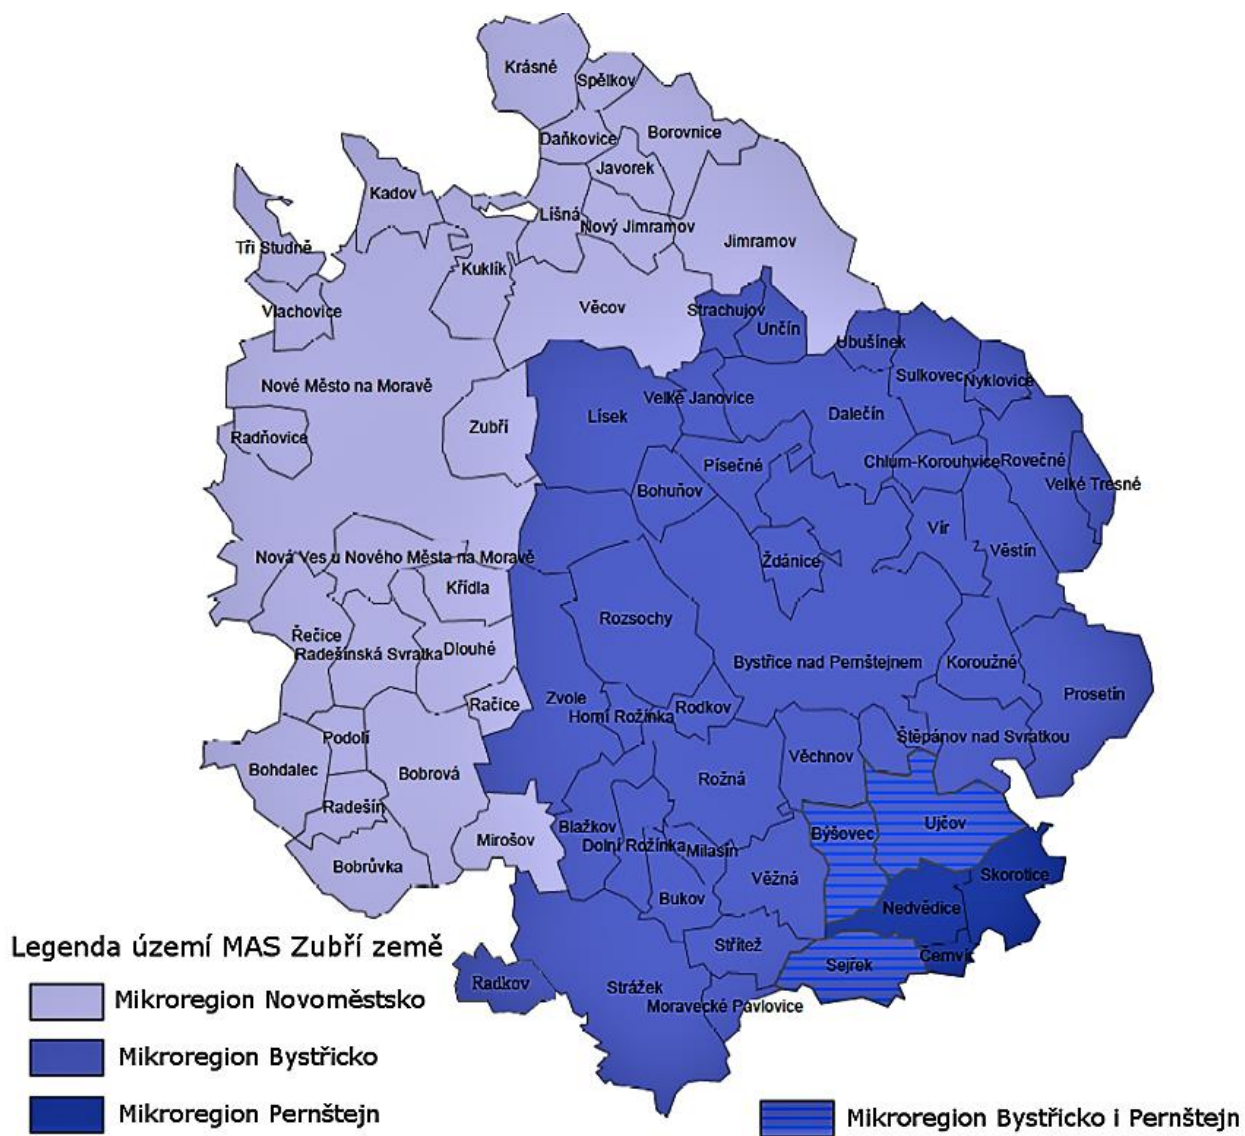 Krásné
Spělkov
Daňkovice
Borovnice
Javorek
Kadov
Líšná
Nový Jimramov
Jimramov
Tři Studně
Kuklík
Vlachovice
Věcov
Strachujov
Unčín
Ubušínek
Sulkovec
Nyklovice
Nové Město na Moravě
Velké Janovice
Lísek
Dalečín
Zubří
Radňovice
Písečné
Chlum-Korouhvice
Rovečné
Velké Tresné
Bohuňov
Vír
Věstín
Nová Ves u Nového Města na Moravě
Ždánice
Křídla
Rozsochy
Řečice
Radešínská Svratka
Dlouhé
Bystřice nad Pernštejnem
Koroužné
Prosetín
Zvole
Račice
Horní Rožínka
Rodkov
Podolí
Štěpánov nad Svratkou
Věchnov
Bohdalec
Bobrová
Rožná
Radešín
Blažkov
Býšovec
Ujčov
Mirošov
Dolní Rožínka
Milasín
Bobrůvka
Věžná
Skorotice
Bukov
Nedvědice
Střítež
Černvír
Sejřek
Radkov
Strážek
Moravecké Pavlovice
Legenda území MAS Zubří země
Mikroregion Novoměstsko
Mikroregion Bystřicko
Mikroregion Pernštejn
Mikroregion Bystřicko i Pernštejn